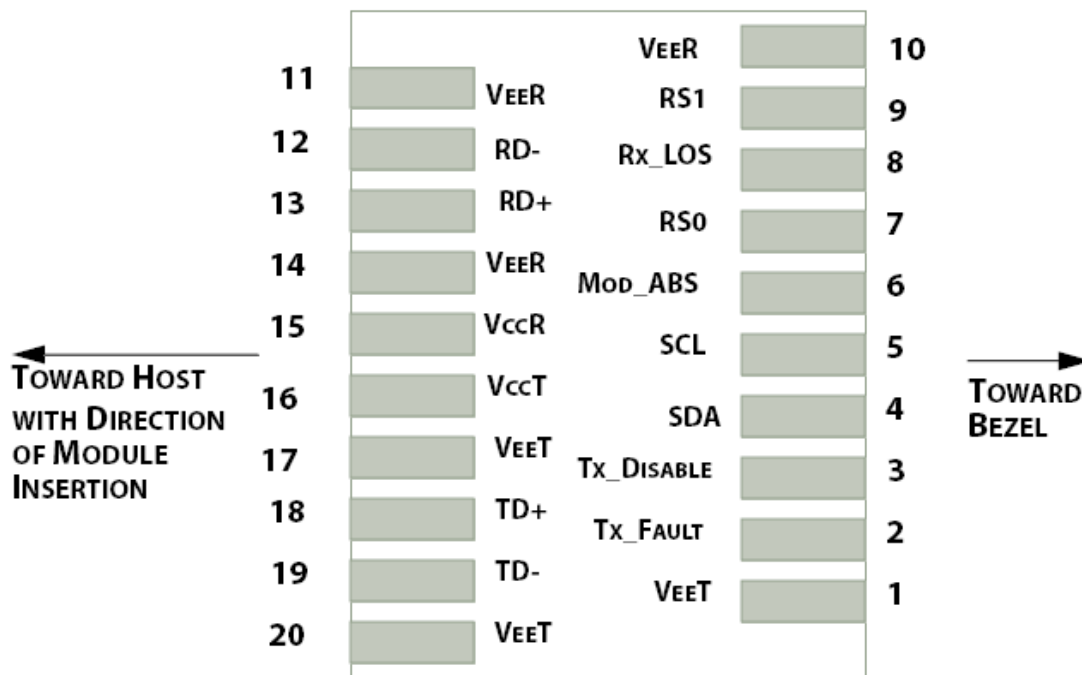 11 VEER
12 RD-
13 RD+
14 VEER
15 VCCR
16 VCCT
17 VEET
18 TD+
19 TD-
20 VEET
VEER 10
RS1 9
RX_LOS 8
RS0 7
MOD_ABS 6
SCL 5
SDA 4
TX_DISABLE 3
TX_FAULT 2
VEET 1
TOWARD HOST
WITH DIRECTION
OF MODULE
INSERTION
TOWARD
BEZEL